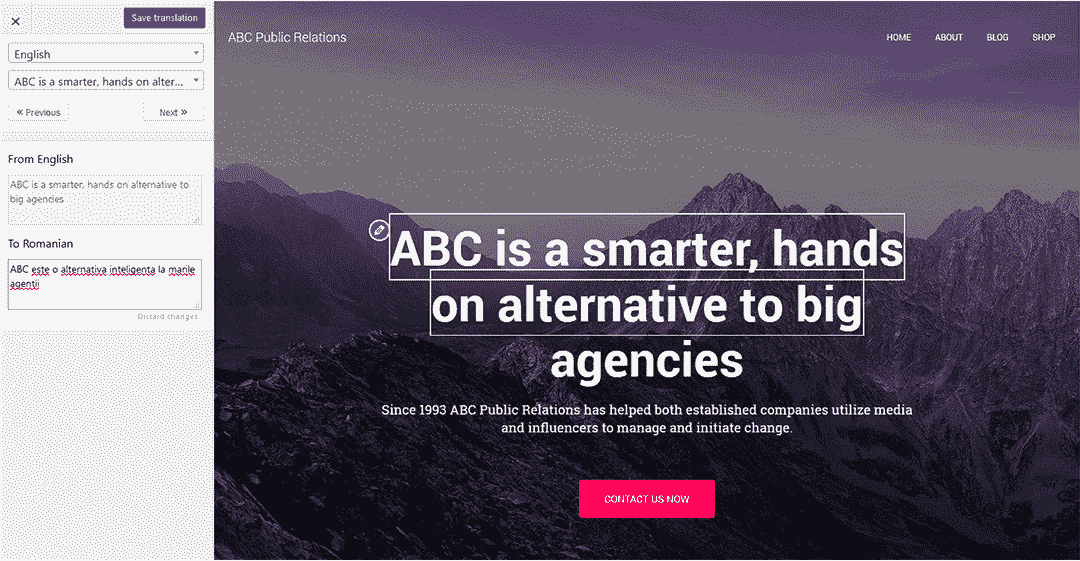 Save translation
English
ABC is a smarter, hands on alter...
« Previous
Next »
From English
ABC is a smarter, hands on alternative to
big agencies
To Romanian
ABC este o alternativa inteligenta la marile
agentii
Discard changes
ABC Public Relations
HOME ABOUT BLOG SHOP
ABC is a smarter, hands
on alternative to big
agencies
Since 1993 ABC Public Relations has helped both established companies utilize media
and influencers to manage and initiate change.
CONTACT US NOW